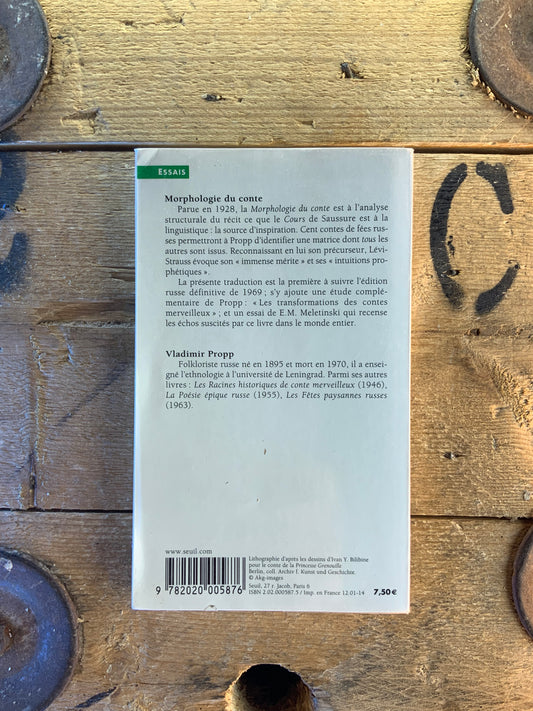 ESSAIS
Morphologie du conte
Parue en 1928, la Morphologie du conte est à l'analyse
structurale du récit ce que le Cours de Saussure est à la
linguistique : la source d'inspiration. Cent contes de fées rus-
ses permettront à Propp d'identifier une matrice dont tous les
autres sont issus. Reconnaissant en lui son précurseur, Lévi-
Strauss évoque son « immense mérite » et ses « intuitions pro-
phétiques ».
La présente traduction est la première à suivre l'édition
russe définitive de 1969 ; s'y ajoute une étude complé-
mentaire de Propp : « Les transformations des contes
merveilleux » ; et un essai de E.M. Meletinski qui recense
les échos suscités par ce livre dans le monde entier.
Vladimir Propp
Folkloriste russe né en 1895 et mort en 1970, il a ensei-
gné l'ethnologie à l'université de Leningrad. Parmi ses autres
livres : Les Racines historiques de conte merveilleux (1946),
La Poésie épique russe (1955), Les Fêtes paysannes russes
(1963).
www.seuil.com
Lithographie d'après les dessins d'Ivan Y. Bilibine
pour le conte de la Princesse Grenouille
Berlin, coll. Archiv f. Kunst und Geschichte.
© Akg-images
Seuil, 27 r. Jacob, Paris 6
ISBN 2.02.000587.5 / Imp. en France 12.01-14
7,50 €
9 782020 005876
C